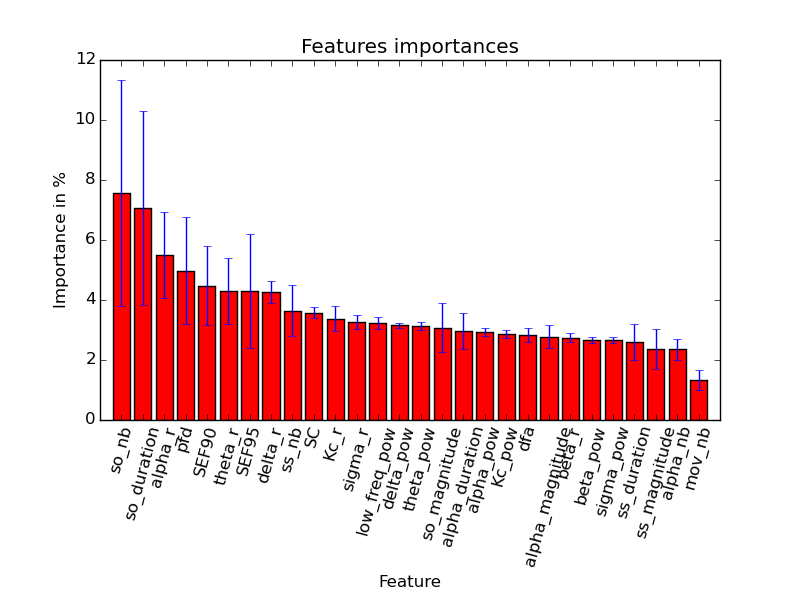 Features importances
12
10
8
6
4
2
0
Importance in %
so_nb
so_duration
alpha_r
pfd
SEF90
theta_r
SEF95
delta_r
ss_nb
SC
Kc_r
sigma_r
low_freq_pow
delta_pow
theta_pow
so_magnitude
alpha_duration
alpha_pow
Kc_pow
dfa
alpha_magnitude
beta_r
beta_pow
sigma_pow
ss_duration
ss_magnitude
alpha_nb
mov_nb
Feature